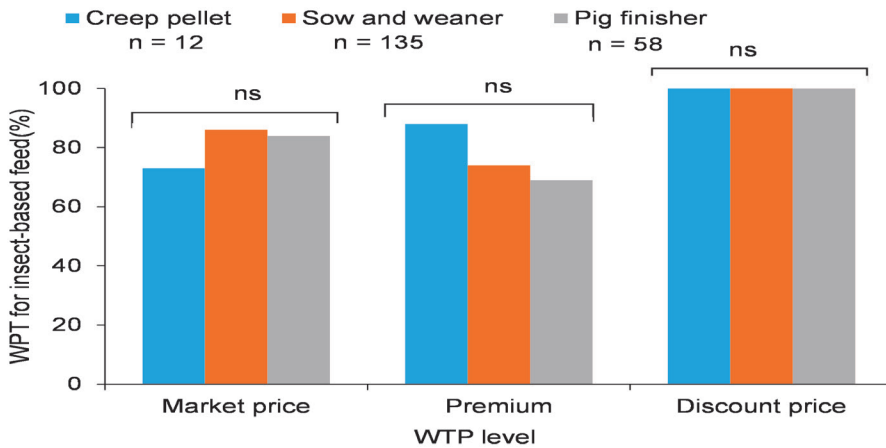 Creep pellet Sow and weaner Pig finisher
n = 12 n = 135 n = 58
ns
ns
ns
WPT for insect-based feed(%)
100
80
60
40
20
0
Market price Premium Discount price
WTP level